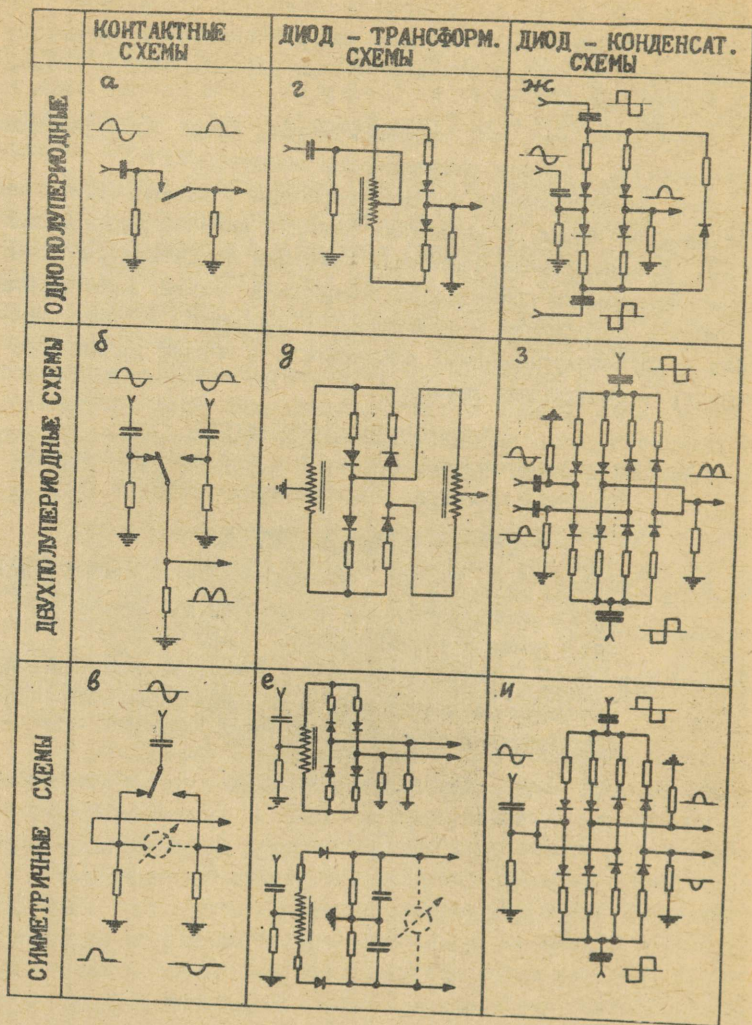 КОНТАКТНЫЕ
СХЕМЫ
ДИОД - ТРАНСФОРМ.
СХЕМЫ
ДИОД - КОНДЕНСАТ.
СХЕМЫ
ОДНОПОЛУПЕРИОДНЫЕ
а
г
ж
ДВУХПОЛУПЕРИОДНЫЕ СХЕМЫ
б
д
з
СИММЕТРИЧНЫЕ СХЕМЫ
в
е
и